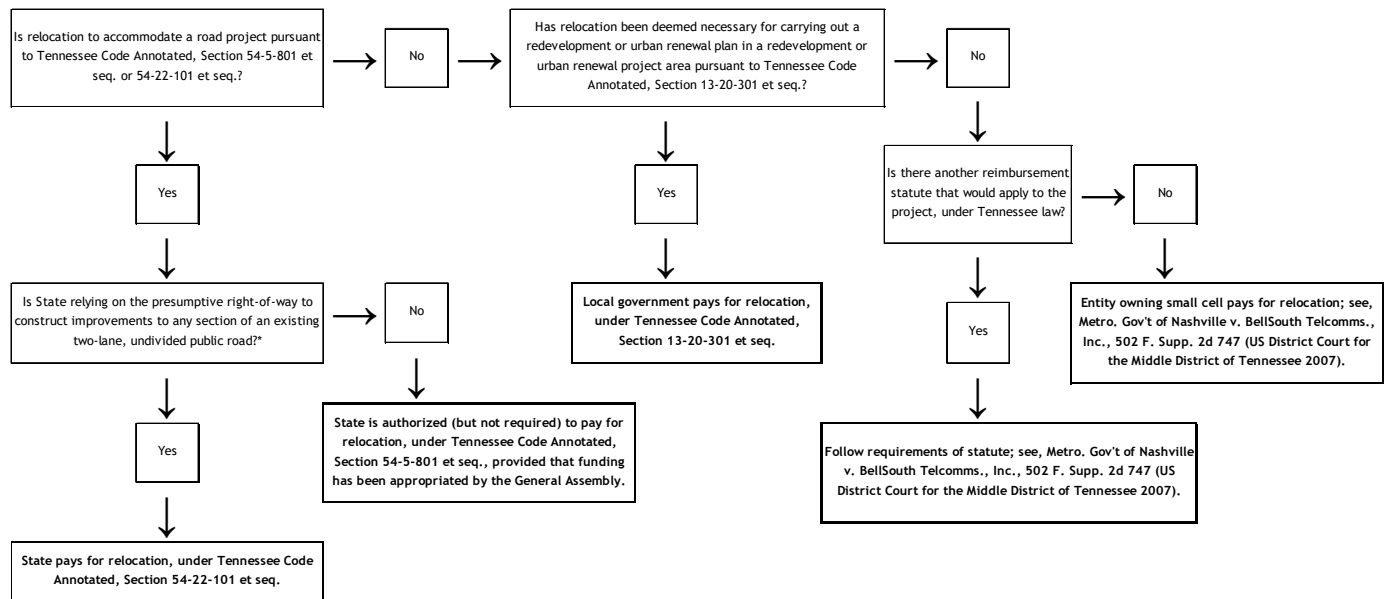 Is relocation to accommodate a road project pursuant
to Tennessee Code Annotated, Section 54-5-801 et
seq. or 54-22-101 et seq.?
No
Has relocation been deemed necessary for carrying out a
redevelopment or urban renewal plan in a redevelopment or
urban renewal project area pursuant to Tennessee Code
Annotated, Section 13-20-301 et seq.?
No
Yes
Yes
Is there another reimbursement
statute that would apply to the
project, under Tennessee law?
No
Is State relying on the presumptive right-of-way to
construct improvements to any section of an existing
two-lane, undivided public road?*
No
Local government pays for relocation,
under Tennessee Code Annotated,
Section 13-20-301 et seq.
Yes
Entity owning small cell pays for relocation; see,
Metro. Gov't of Nashville v. BellSouth Telcomms.,
Inc., 502 F. Supp. 2d 747 (US District Court for
the Middle District of Tennessee 2007).
Yes
State is authorized (but not required) to pay for
relocation, under Tennessee Code Annotated,
Section 54-5-801 et seq., provided that funding
has been appropriated by the General Assembly.
Follow requirements of statute; see, Metro. Gov't of Nashville
v. BellSouth Telcomms., Inc., 502 F. Supp. 2d 747 (US
District Court for the Middle District of Tennessee 2007).
State pays for relocation, under Tennessee Code
Annotated, Section 54-22-101 et seq.